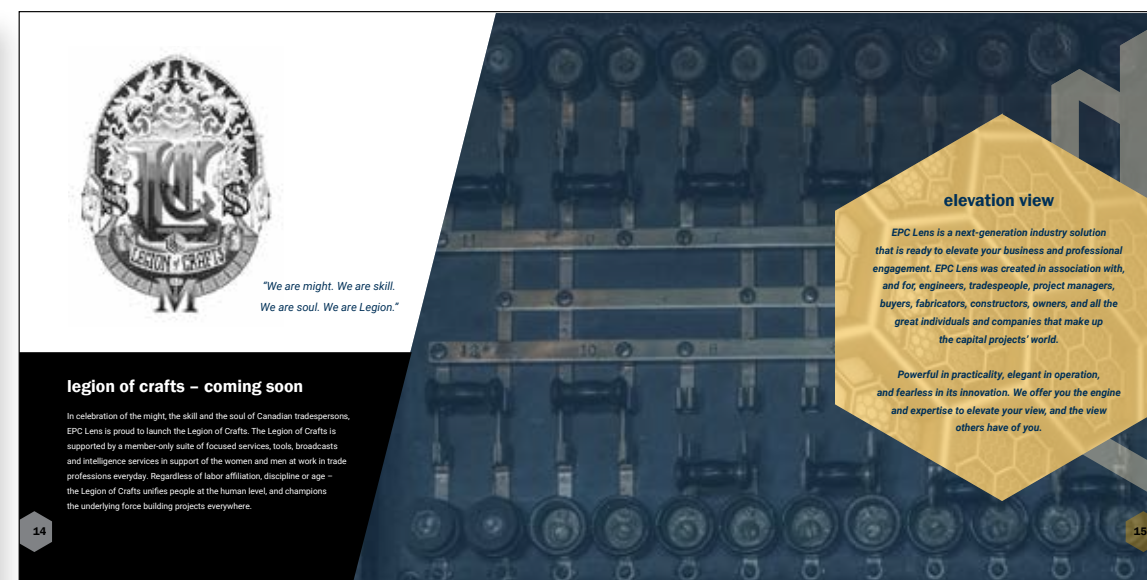 LEGION of CRAFTS
"We are might. We are skill.
We are soul. We are Legion."
legion of crafts – coming soon
In celebration of the might, the skill and the soul of Canadian tradespersons,
EPC Lens is proud to launch the Legion of Crafts. The Legion of Crafts is
supported by a member-only suite of focused services, tools, broadcasts
and intelligence services in support of the women and men at work in trade
professions everyday. Regardless of labor affiliation, discipline or age –
the Legion of Crafts unifies people at the human level, and champions
the underlying force building projects everywhere.
14
elevation view
EPC Lens is a next-generation industry solution
that is ready to elevate your business and professional
engagement. EPC Lens was created in association with,
and for, engineers, tradespeople, project managers,
buyers, fabricators, constructors, owners, and all the
great individuals and companies that make up
the capital projects' world.
Powerful in practicality, elegant in operation,
and fearless in its innovation. We offer you the engine
and expertise to elevate your view, and the view
others have of you.
15